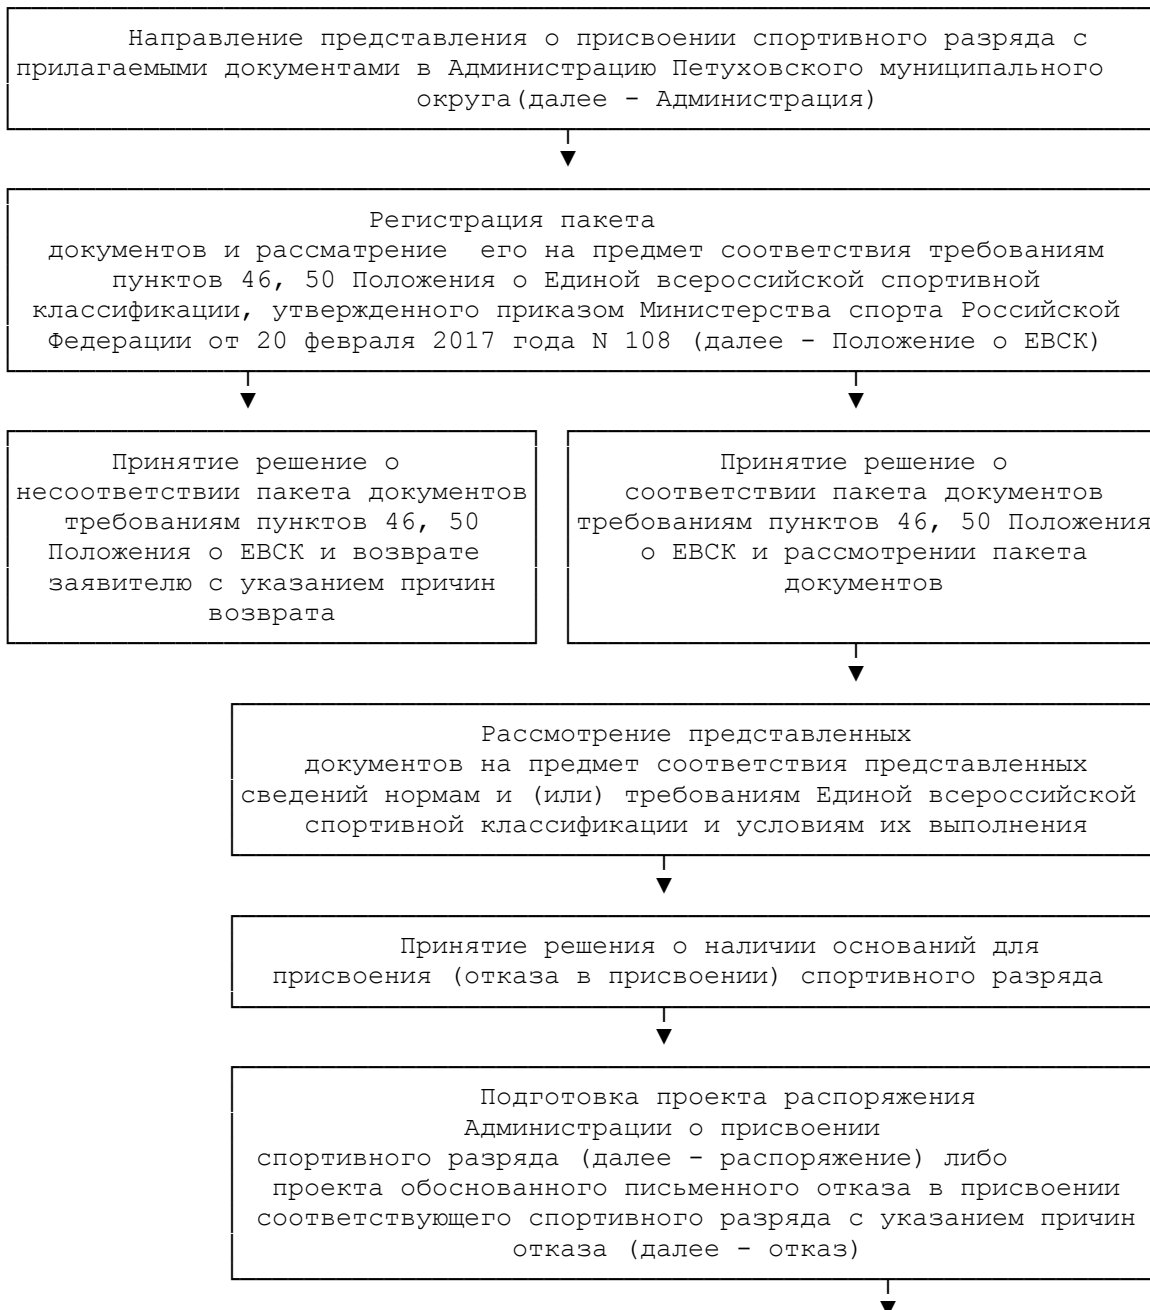 Направление представления о присвоении спортивного разряда с
прилагаемыми документами в Администрацию Петуховского муниципального
округа(далее - Администрация)
Регистрация пакета
документов и рассматрение его на предмет соответствия требованиям
пунктов 46, 50 Положения о Единой всероссийской спортивной
классификации, утвержденного приказом Министерства спорта Российской
Федерации от 20 февраля 2017 года N 108 (далее - Положение о ЕВСК)
Принятие решение о
несоответствии пакета документов
требованиям пунктов 46, 50
Положения о ЕВСК и возврате
заявителю с указанием причин
возврата
Принятие решение о
соответствии пакета документов
требованиям пунктов 46, 50 Положения
о ЕВСК и рассмотрении пакета
документов
Рассмотрение представленных
документов на предмет соответствия представленных
сведений нормам и (или) требованиям Единой всероссийской
спортивной классификации и условиям их выполнения
Принятие решения о наличии оснований для
присвоения (отказа в присвоении) спортивного разряда
Подготовка проекта распоряжения
Администрации о присвоении
спортивного разряда (далее - распоряжение) либо
проекта обоснованного письменного отказа в присвоении
соответствующего спортивного разряда с указанием причин
отказа (далее - отказ)